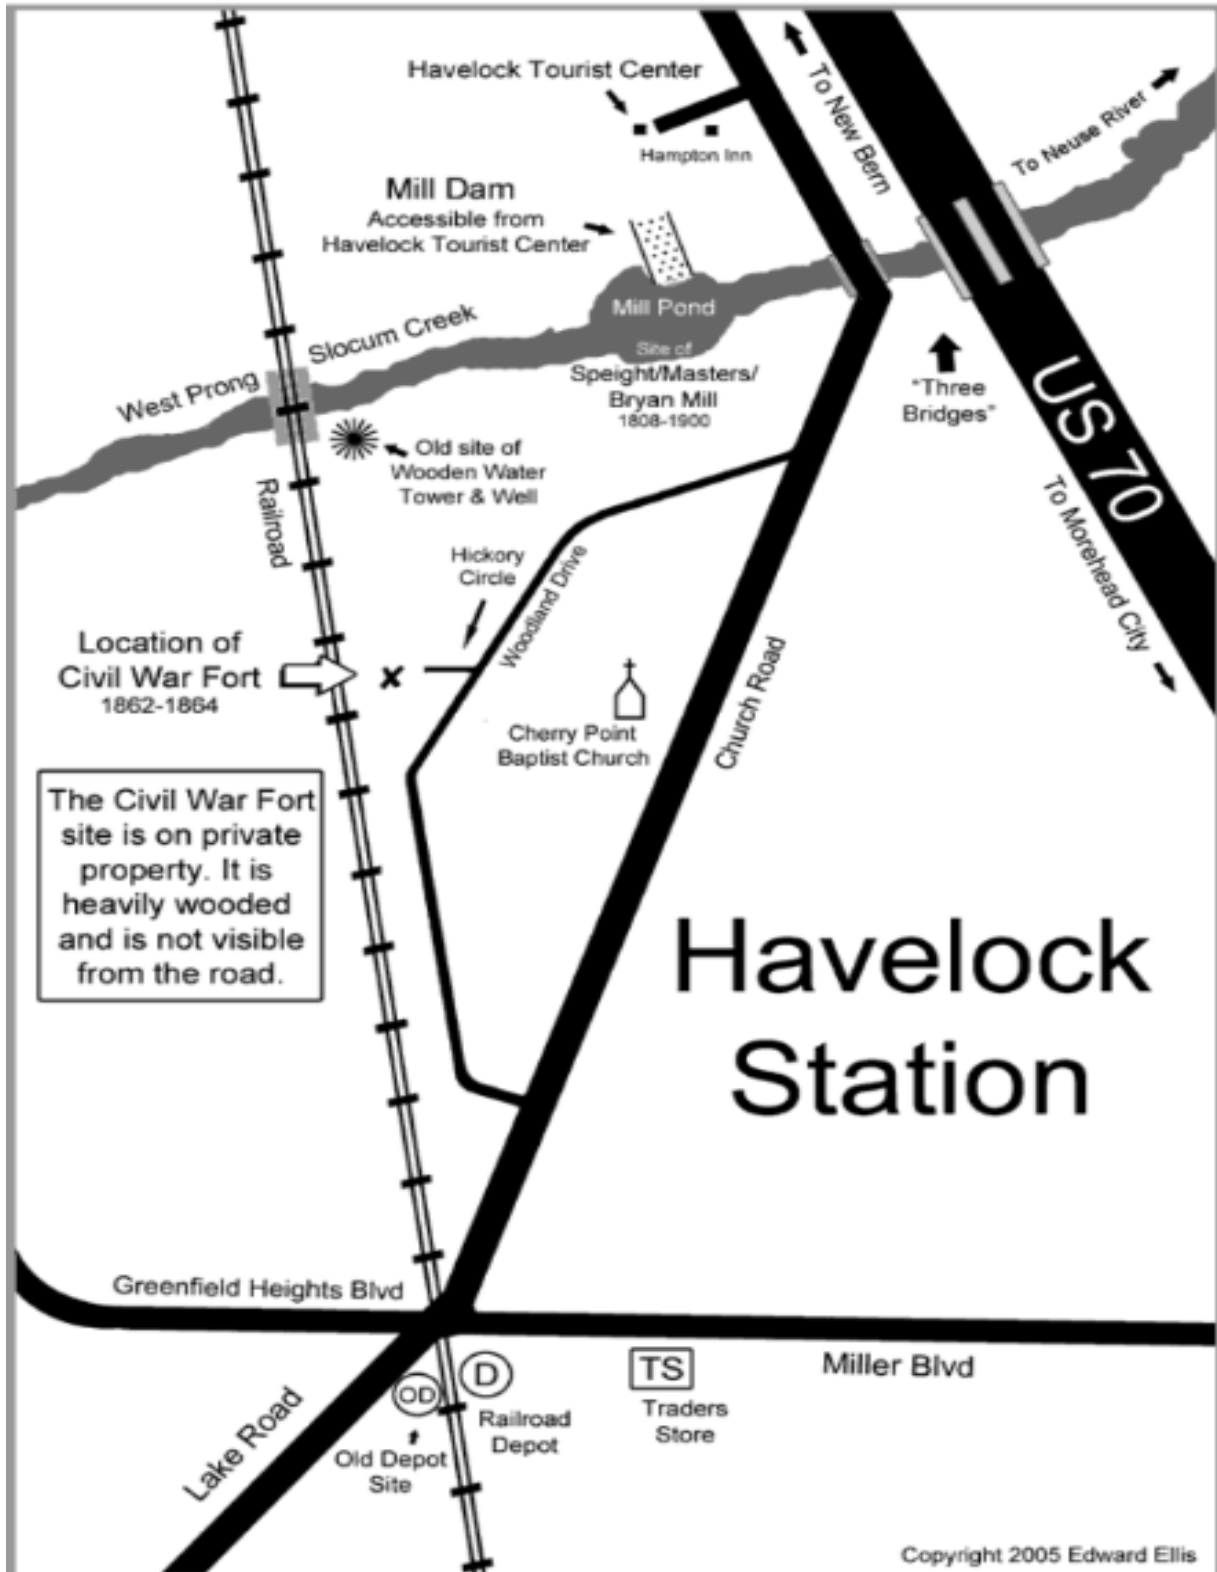 Havelock Tourist Center
Hampton Inn
To New Bern
To Neuse River
Mill Dam
Accessible from
Havelock Tourist Center
Mill Pond
Site of
Speight/Masters/
Bryan Mill
1808-1900
West Prong
Slocum Creek
"Three
Bridges"
US 70
To Morehead City
Old site of
Wooden Water
Tower & Well
Railroad
Hickory
Circle
Woodland Drive
Location of
Civil War Fort
1862-1864
x
Cherry Point
Baptist Church
Church Road
The Civil War Fort
site is on private
property. It is
heavily wooded
and is not visible
from the road.
Havelock
Station
Greenfield Heights Blvd
Miller Blvd
Lake Road
OD
Old Depot
Site
D
Railroad
Depot
TS
Traders
Store
Copyright 2005 Edward Ellis